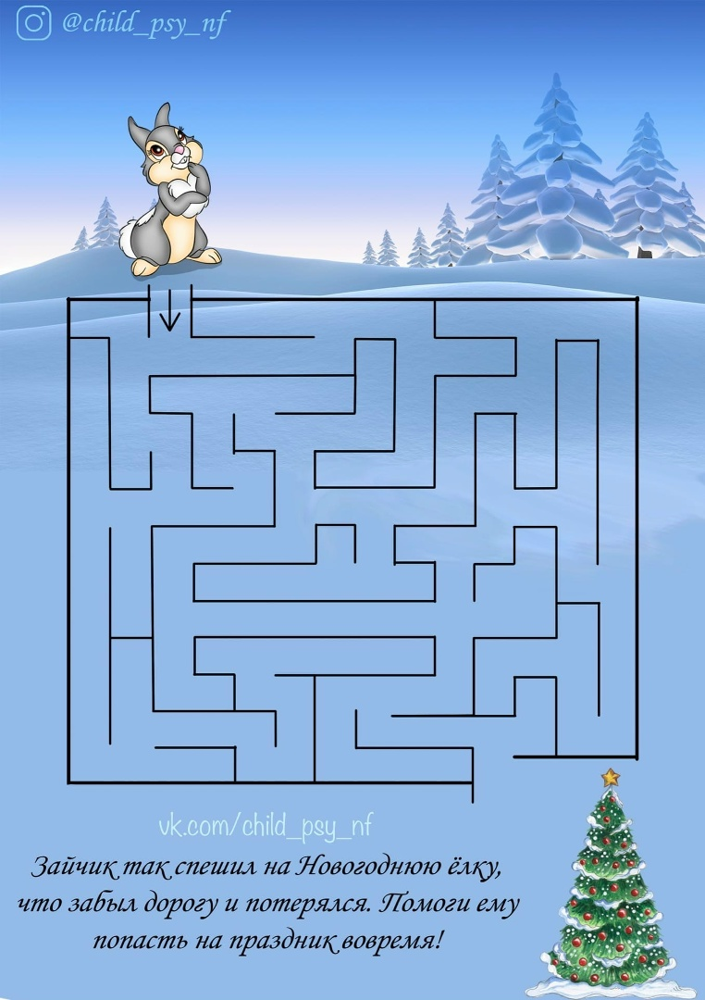 @child_psy_nf
vk.com/child_psy_nf
Зайчик так спешил на Новогоднюю ёлку,
что забыл дорогу и потерялся. Помоги ему
попасть на праздник вовремя!